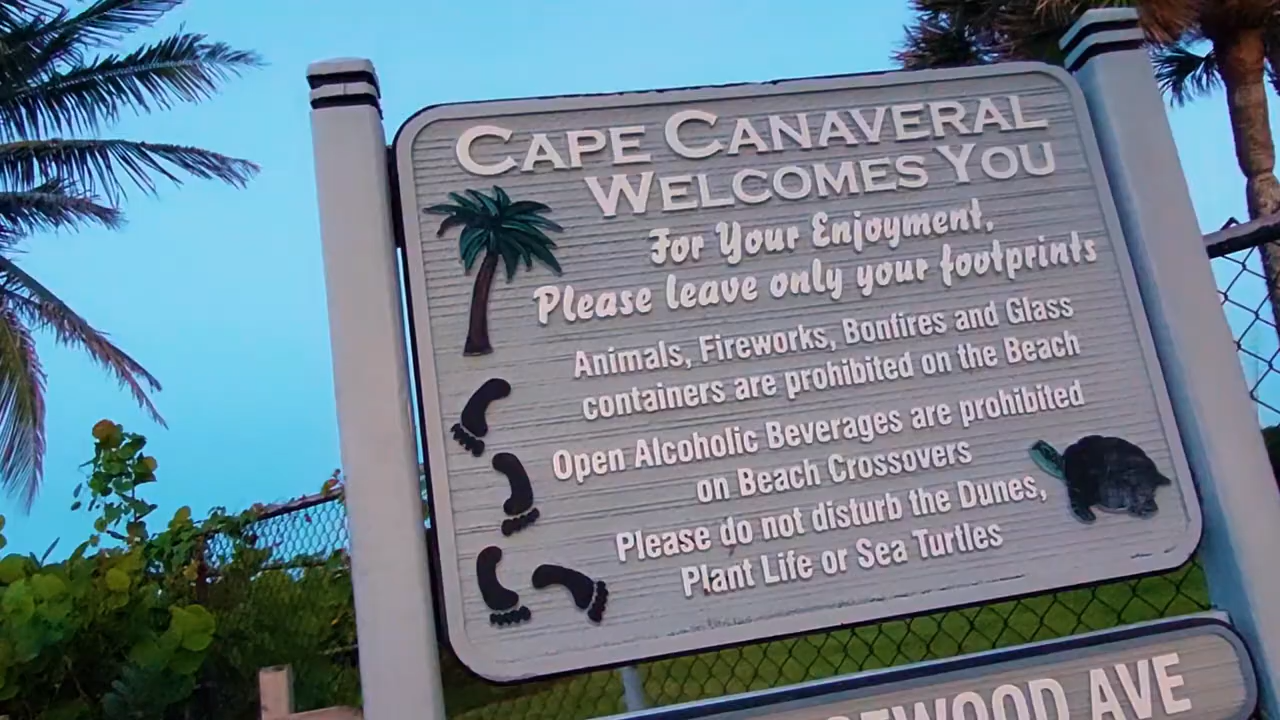 CAPE CANAVERAL
WELCOMES YOU
For Your Enjoyment,
Please leave only your footprints
Animals, Fireworks, Bonfires and Glass
containers are prohibited on the Beach
Open Alcoholic Beverages are prohibited
on Beach Crossovers
Please do not disturb the Dunes,
Plant Life or Sea Turtles
AVE